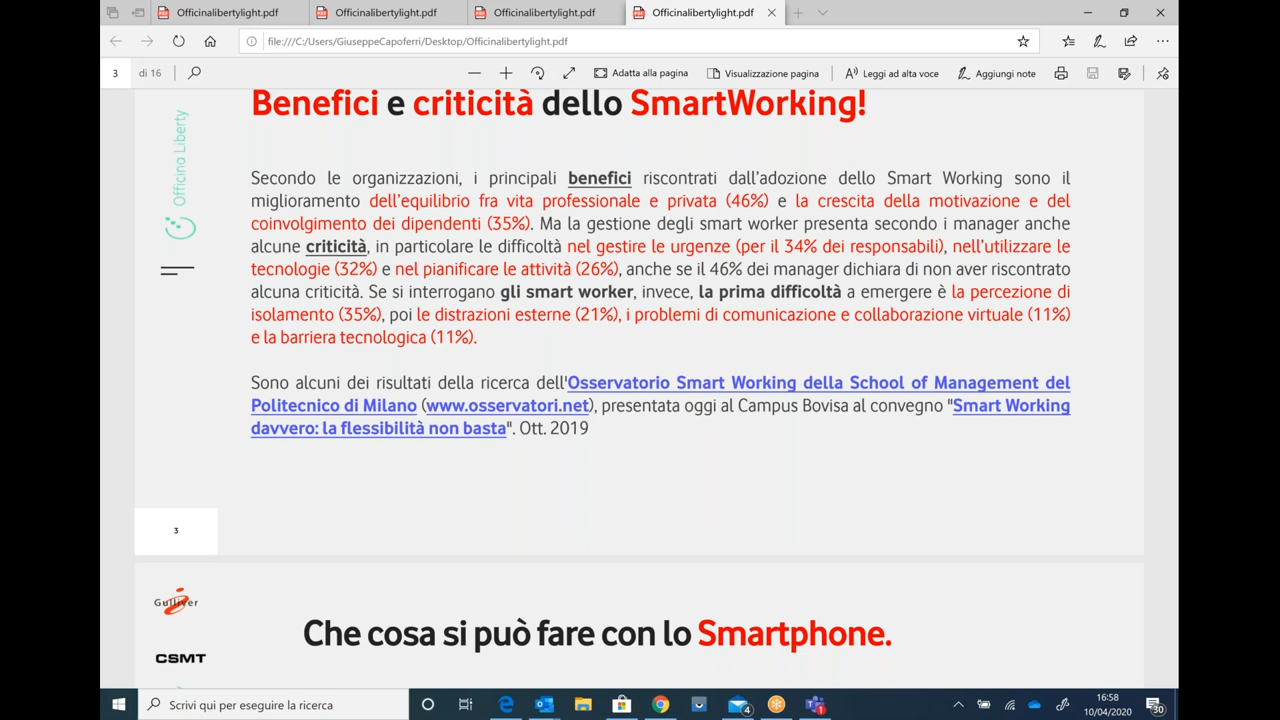 Officinalibertylight.pdf
Officinalibertylight.pdf
Officinalibertylight.pdf
Officinalibertylight.pdf
file:///C:/Users/GiuseppeCapoferri/Desktop/Officinalibertylight.pdf
3 di 16
Adatta alla pagina
Visualizzazione pagina
Leggi ad alta voce
Aggiungi note
Officina Liberty
Benefici e criticità dello SmartWorking!
Secondo le organizzazioni, i principali benefici riscontrati dall'adozione dello Smart Working sono il
miglioramento dell'equilibrio fra vita professionale e privata (46%) e la crescita della motivazione e del
coinvolgimento dei dipendenti (35%). Ma la gestione degli smart worker presenta secondo i manager anche
alcune criticità, in particolare le difficoltà nel gestire le urgenze (per il 34% dei responsabili), nell'utilizzare le
tecnologie (32%) e nel pianificare le attività (26%), anche se il 46% dei manager dichiara di non aver riscontrato
alcuna criticità. Se si interrogano gli smart worker, invece, la prima difficoltà a emergere è la percezione di
isolamento (35%), poi le distrazioni esterne (21%), i problemi di comunicazione e collaborazione virtuale (11%)
e la barriera tecnologica (11%).
Sono alcuni dei risultati della ricerca dell'Osservatorio Smart Working della School of Management del
Politecnico di Milano (www.osservatori.net), presentata oggi al Campus Bovisa al convegno "Smart Working
davvero: la flessibilità non basta". Ott. 2019
3
Gulliver
CSMT
Che cosa si può fare con lo Smartphone.
Scrivi qui per eseguire la ricerca
4
1
16:58
10/04/2020
30